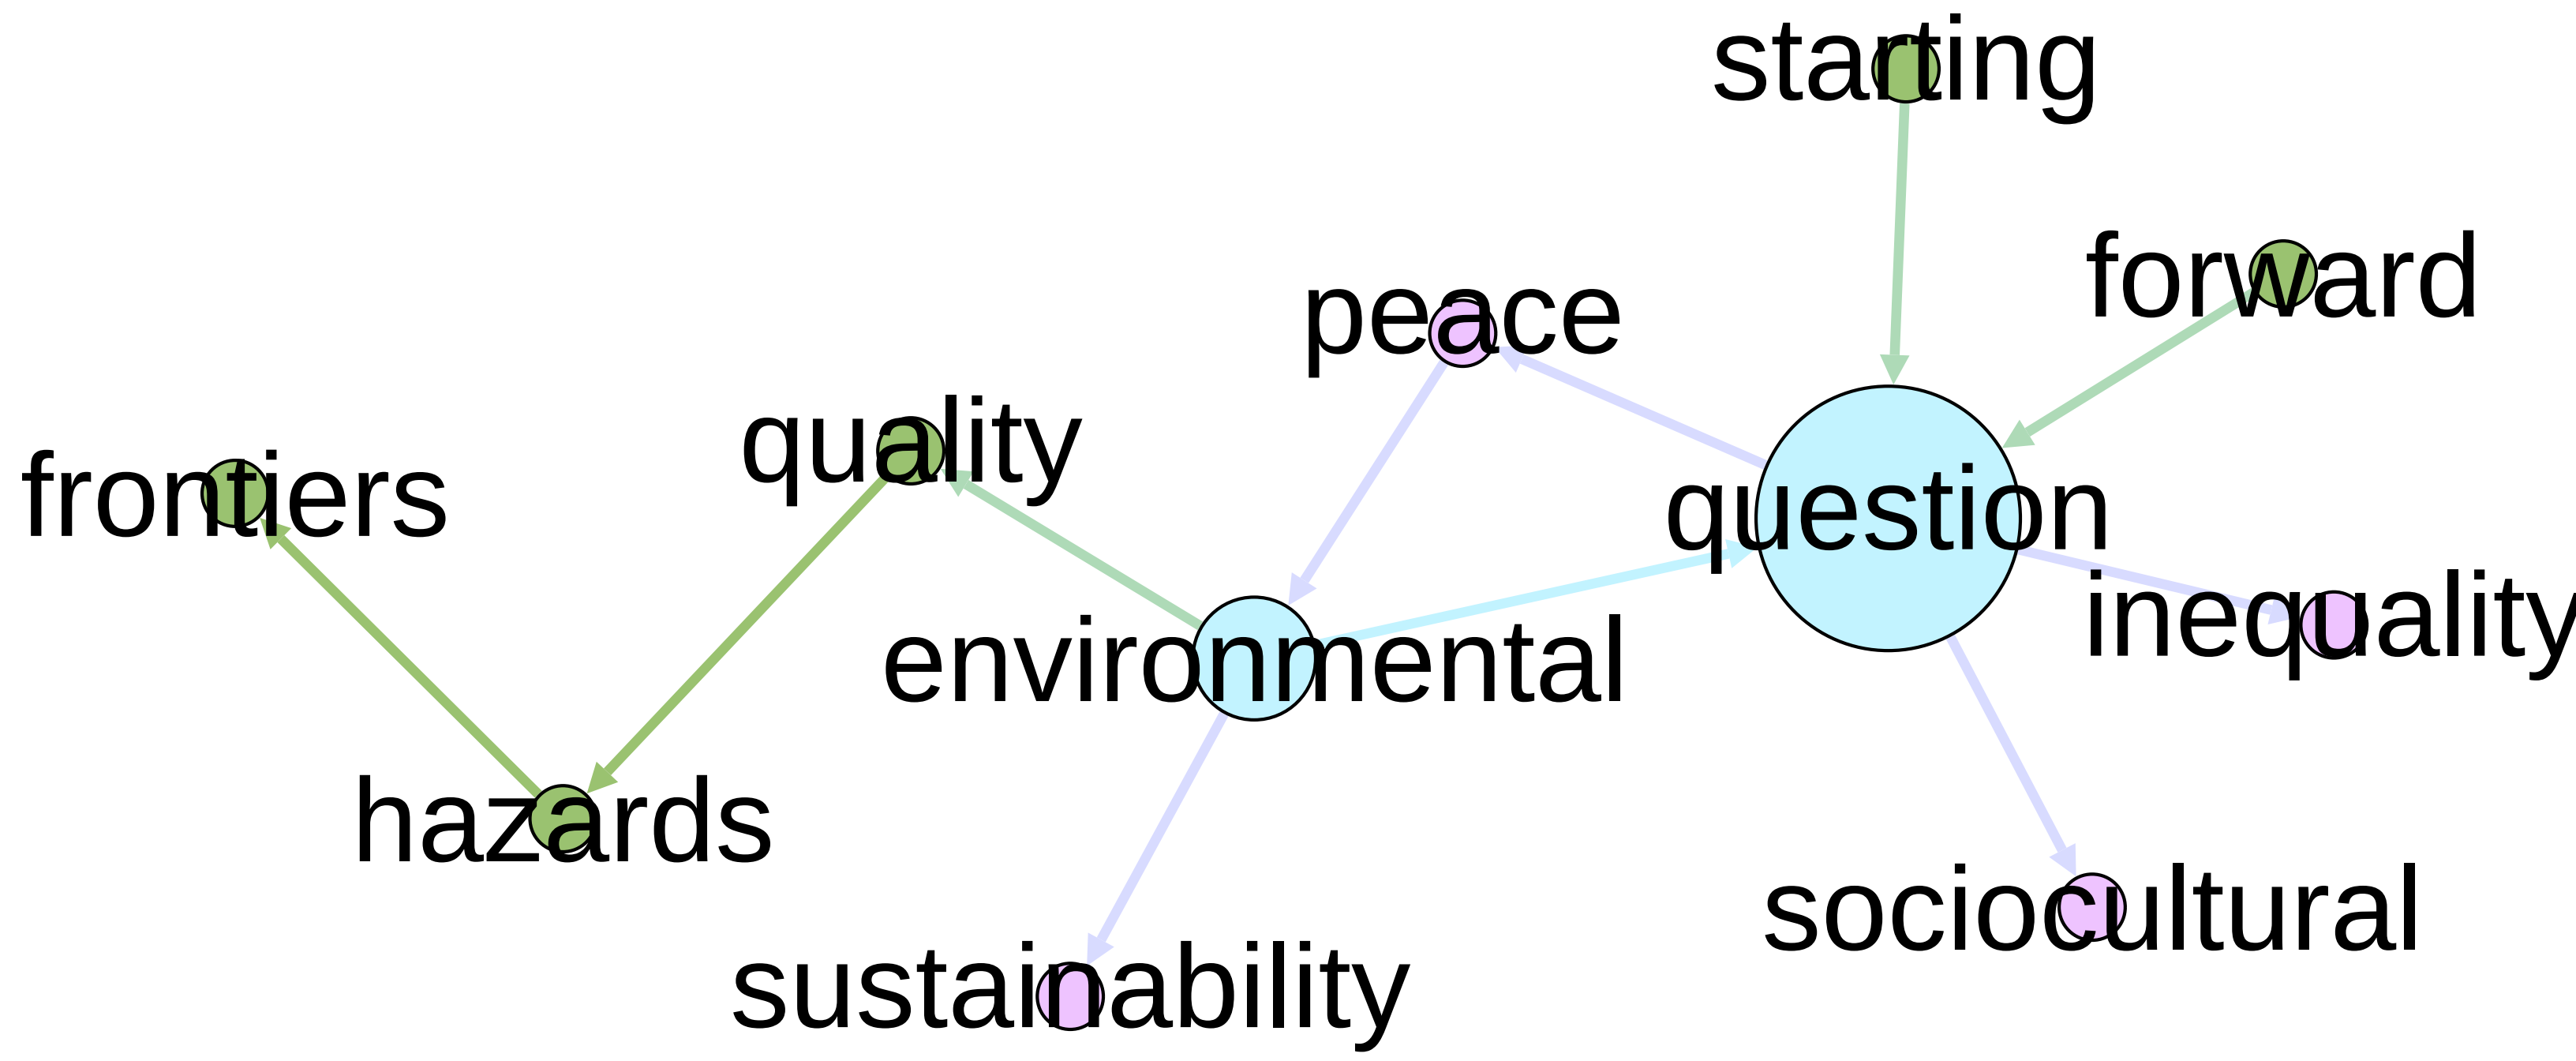 starting
forward
peace
quality
frontiers
question
inequality
environmental
hazards
sociocultural
sustainability